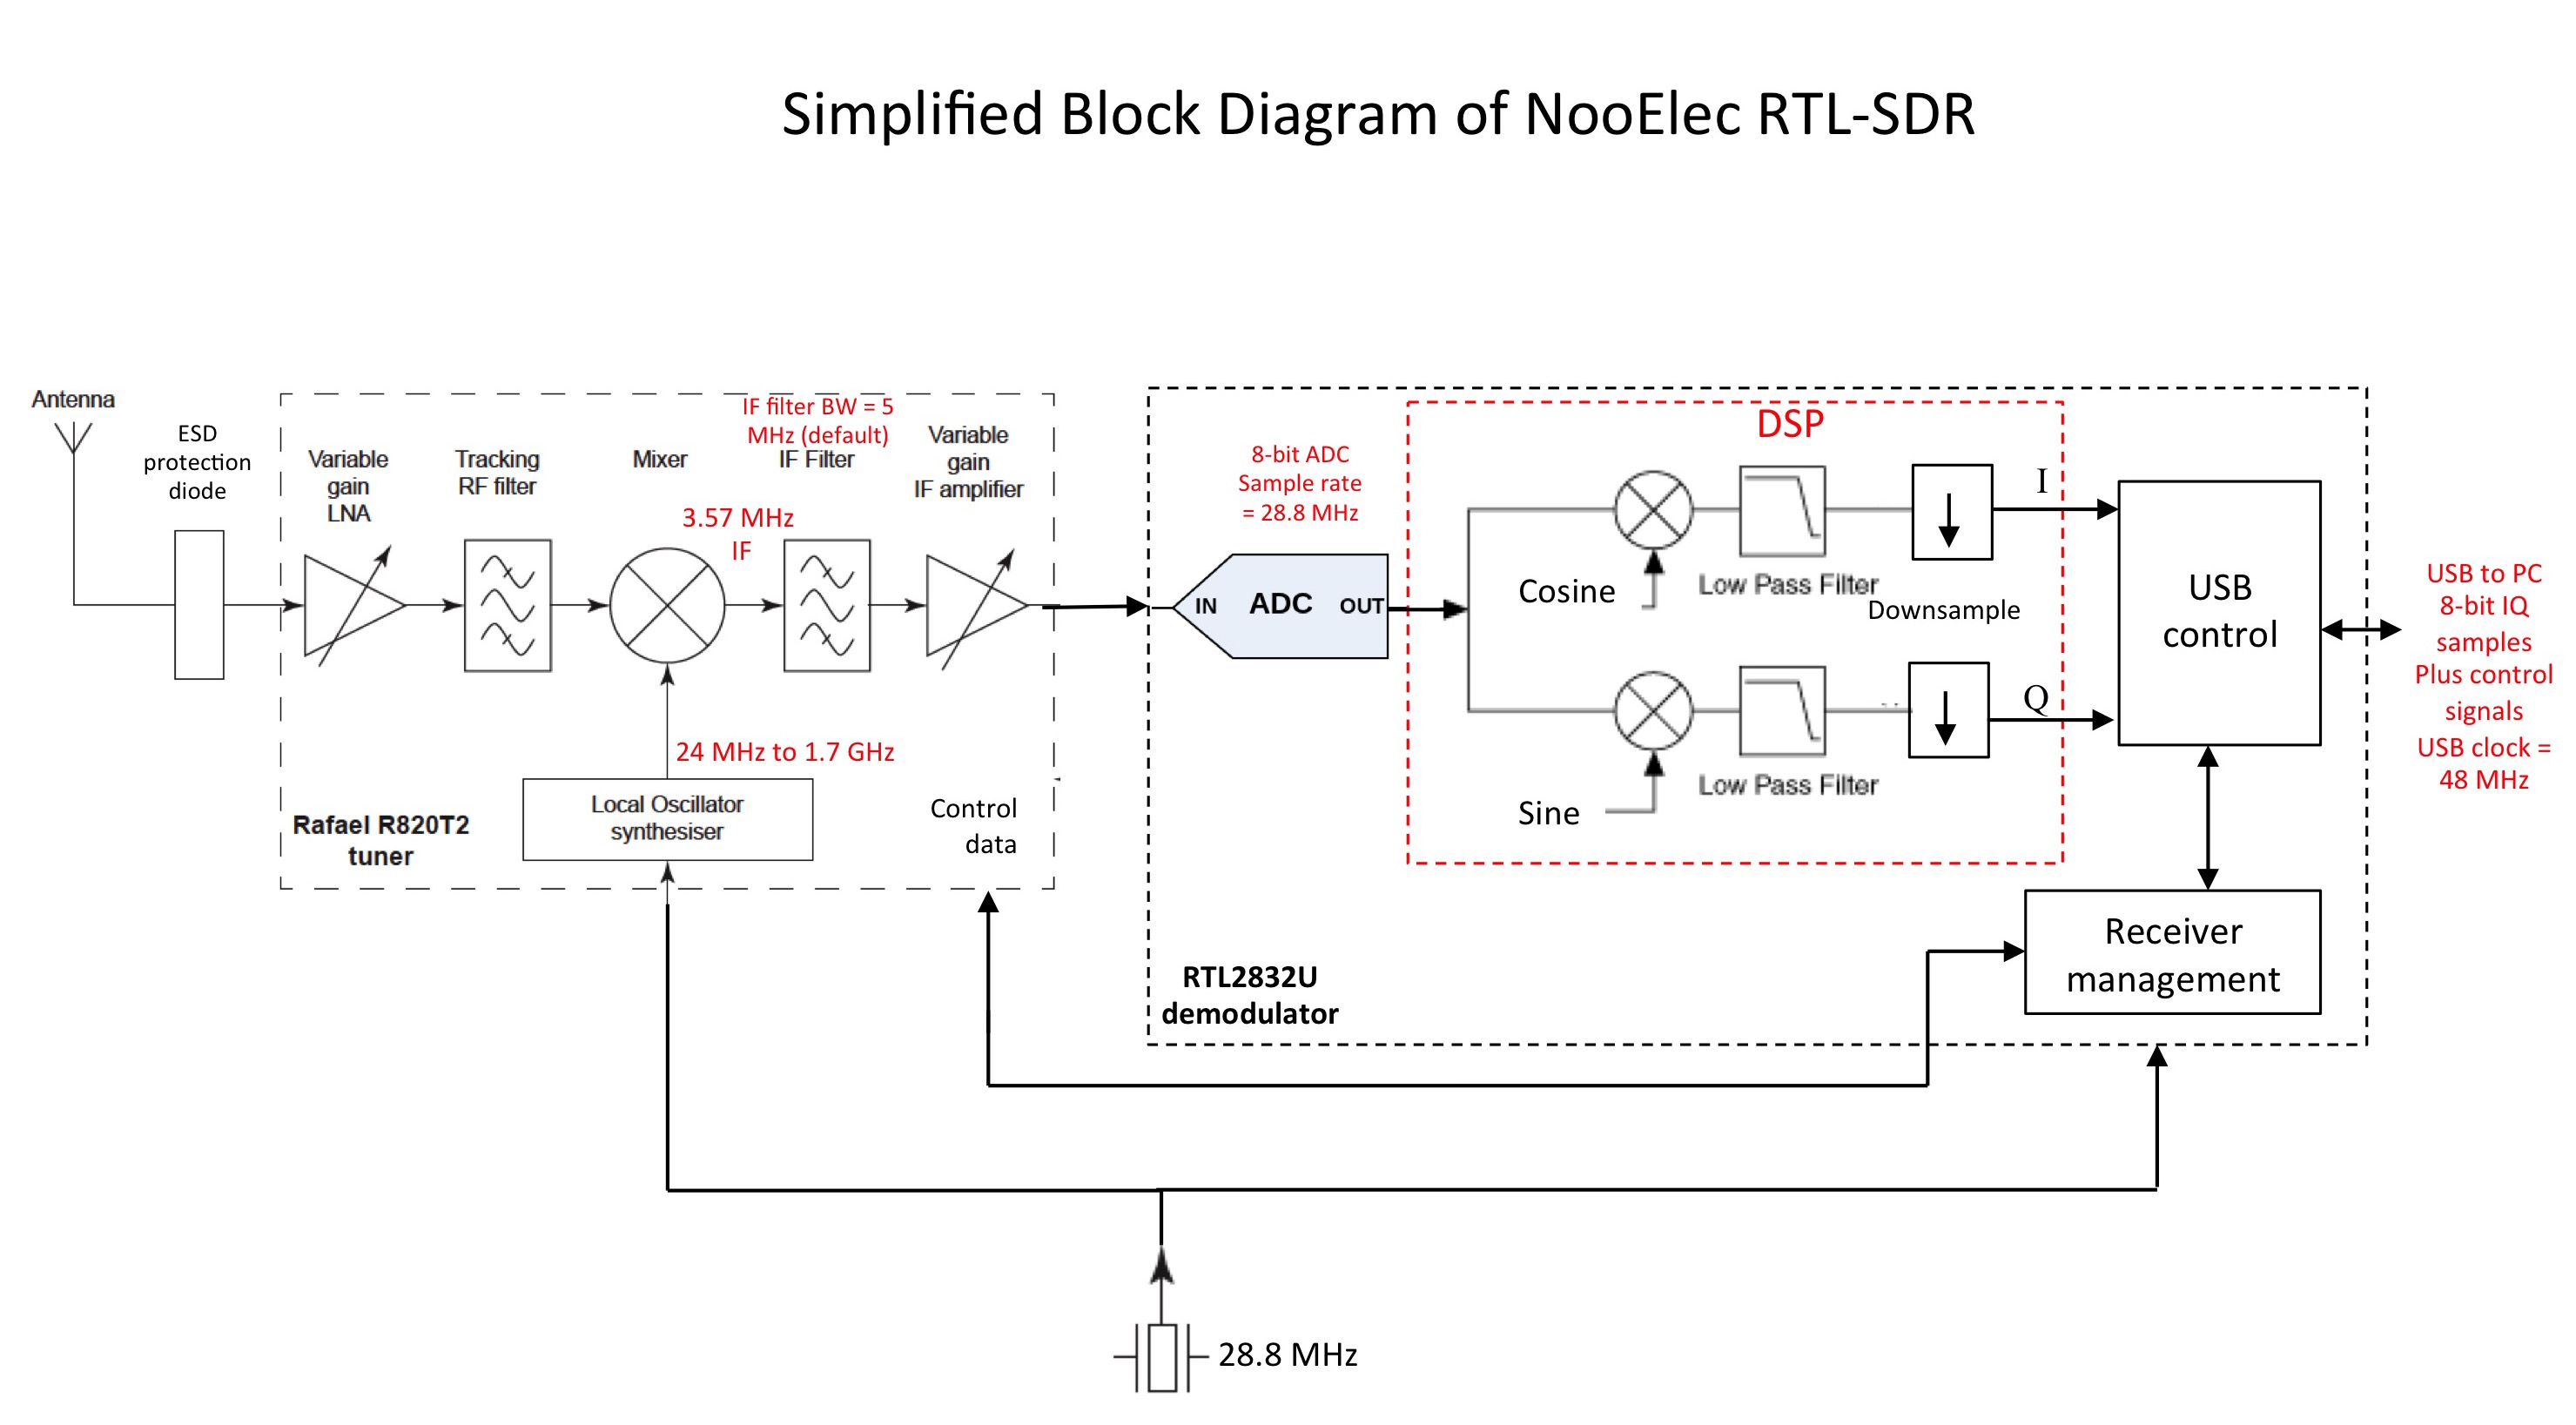 Simplified Block Diagram of NooElec RTL-SDR
Antenna
ESD
protection
diode
Variable
gain
LNA
Tracking
RF filter
Mixer
IF filter BW = 5
MHz (default)
IF Filter
Variable
gain
IF amplifier
3.57 MHz
IF
24 MHz to 1.7 GHz
Local Oscillator
synthesiser
Rafael R820T2
tuner
Control
data
8-bit ADC
Sample rate
= 28.8 MHz
IN ADC OUT
DSP
Cosine
Low Pass Filter
Downsample
I
Sine
Low Pass Filter
Q
USB
control
USB to PC
8-bit IQ
samples
Plus control
signals
USB clock =
48 MHz
Receiver
management
RTL2832U
demodulator
28.8 MHz